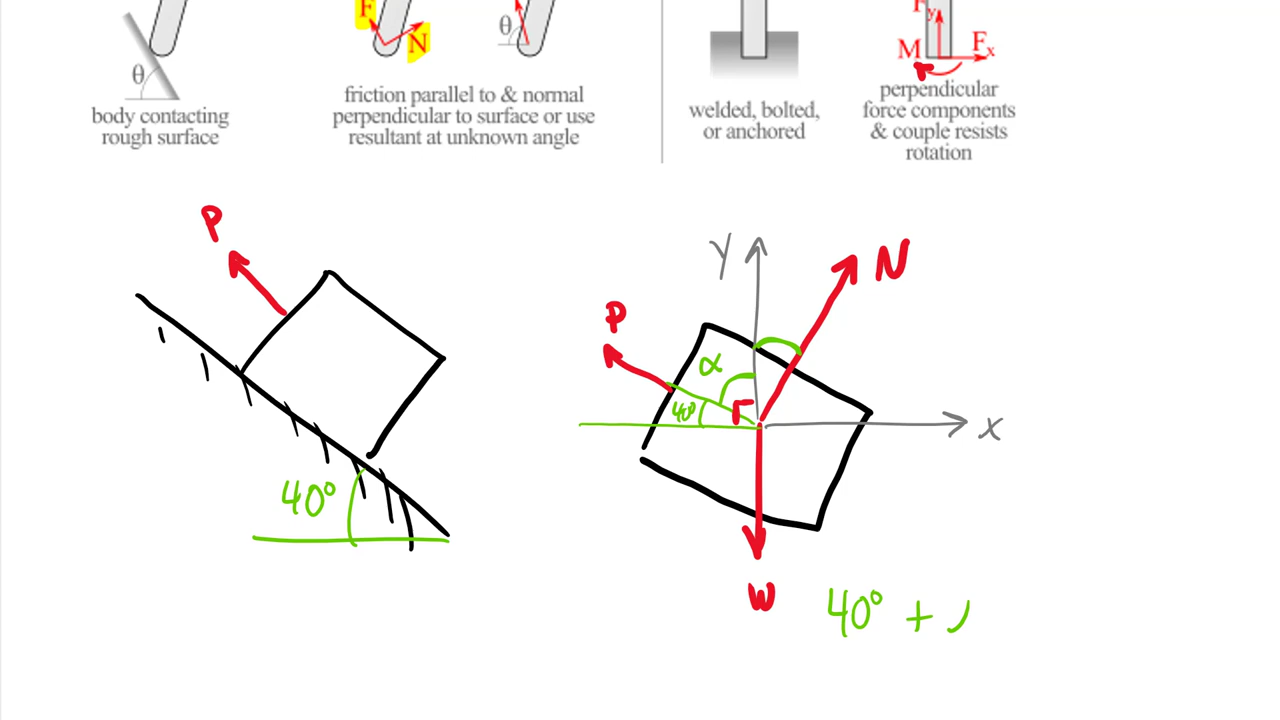 F
N
θ
θ
body contacting
rough surface
friction parallel to & normal
perpendicular to surface or use
resultant at unknown angle
welded, bolted,
or anchored
F
y
M
Fx
perpendicular
force components
& couple resists
rotation
P
40°
P
Y
N
α
40°
x
W
40° +